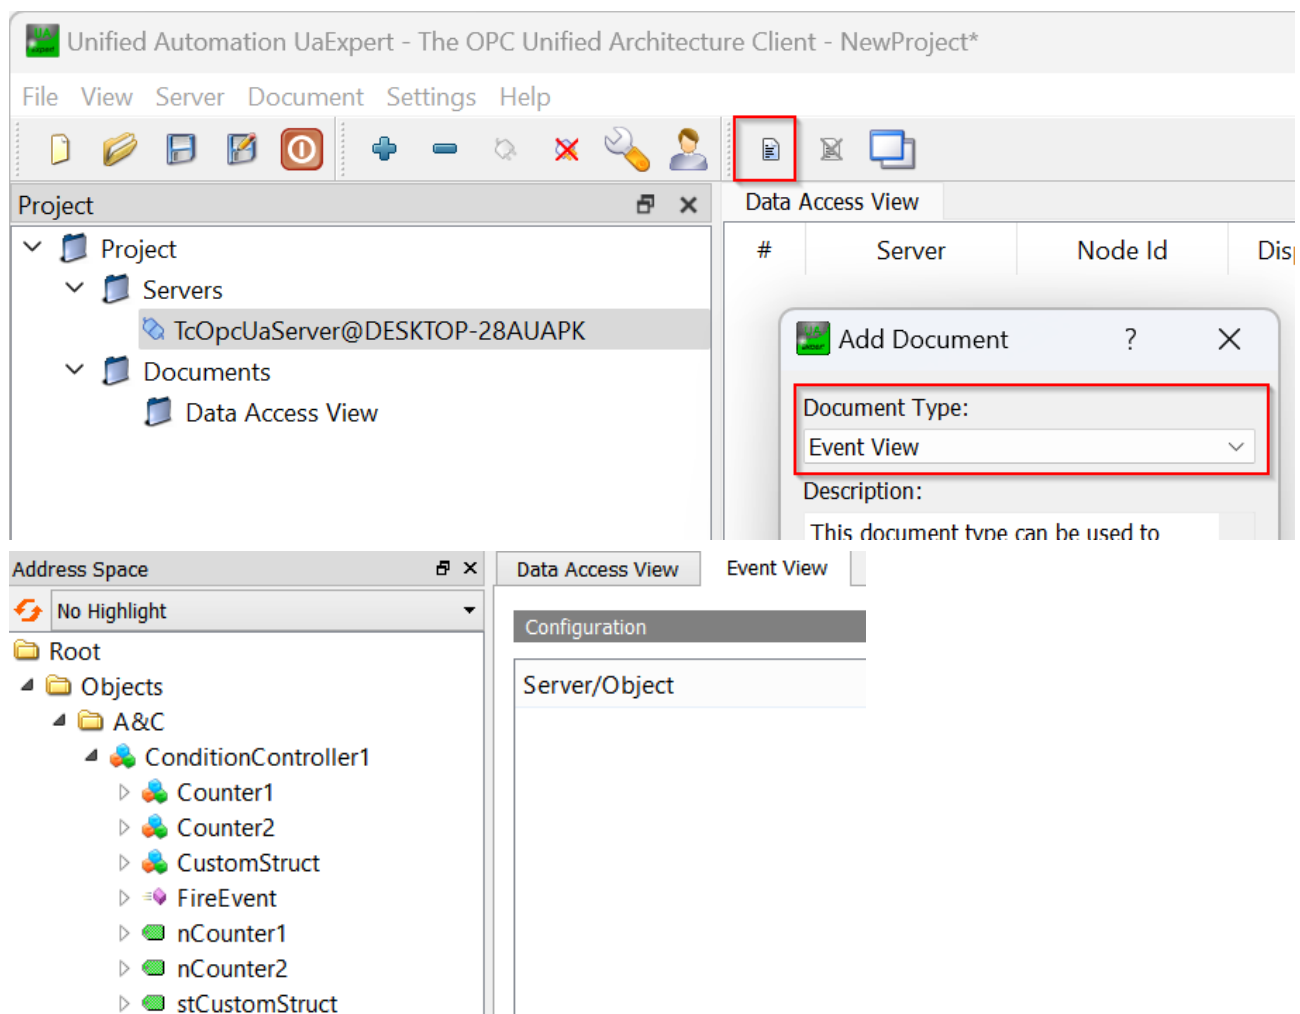 Unified Automation UaExpert - The OPC Unified Architecture Client - NewProject*
File View Server Document Settings Help
Project
Data Access View
Project
Servers
TcOpcUaServer@DESKTOP-28AUAPK
Documents
Data Access View
# Server Node Id
Add Document ?
Document Type:
Event View
Description:
This document type can be used to
Address Space
No Highlight
Root
Objects
A&C
ConditionController1
Counter1
Counter2
CustomStruct
FireEvent
nCounter1
nCounter2
stCustomStruct
Data Access View Event View
Configuration
Server/Object